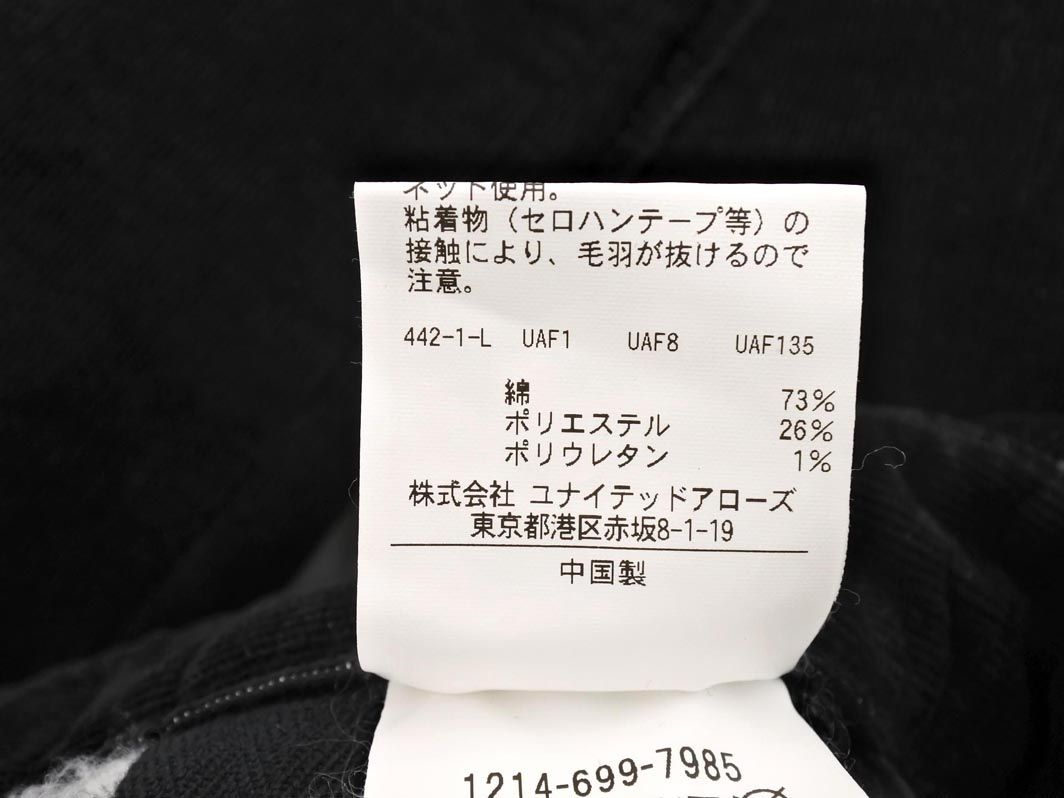 ネット使用。
粘着物（セロハンテープ等）の
接触により、毛羽が抜けるので
注意。
442-1-L UAF1 UAF8 UAF135
綿 73%
ポリエステル 26%
ポリウレタン 1%
株式会社 ユナイテッドアローズ
東京都港区赤坂8-1-19
中国製
1214-699-7985